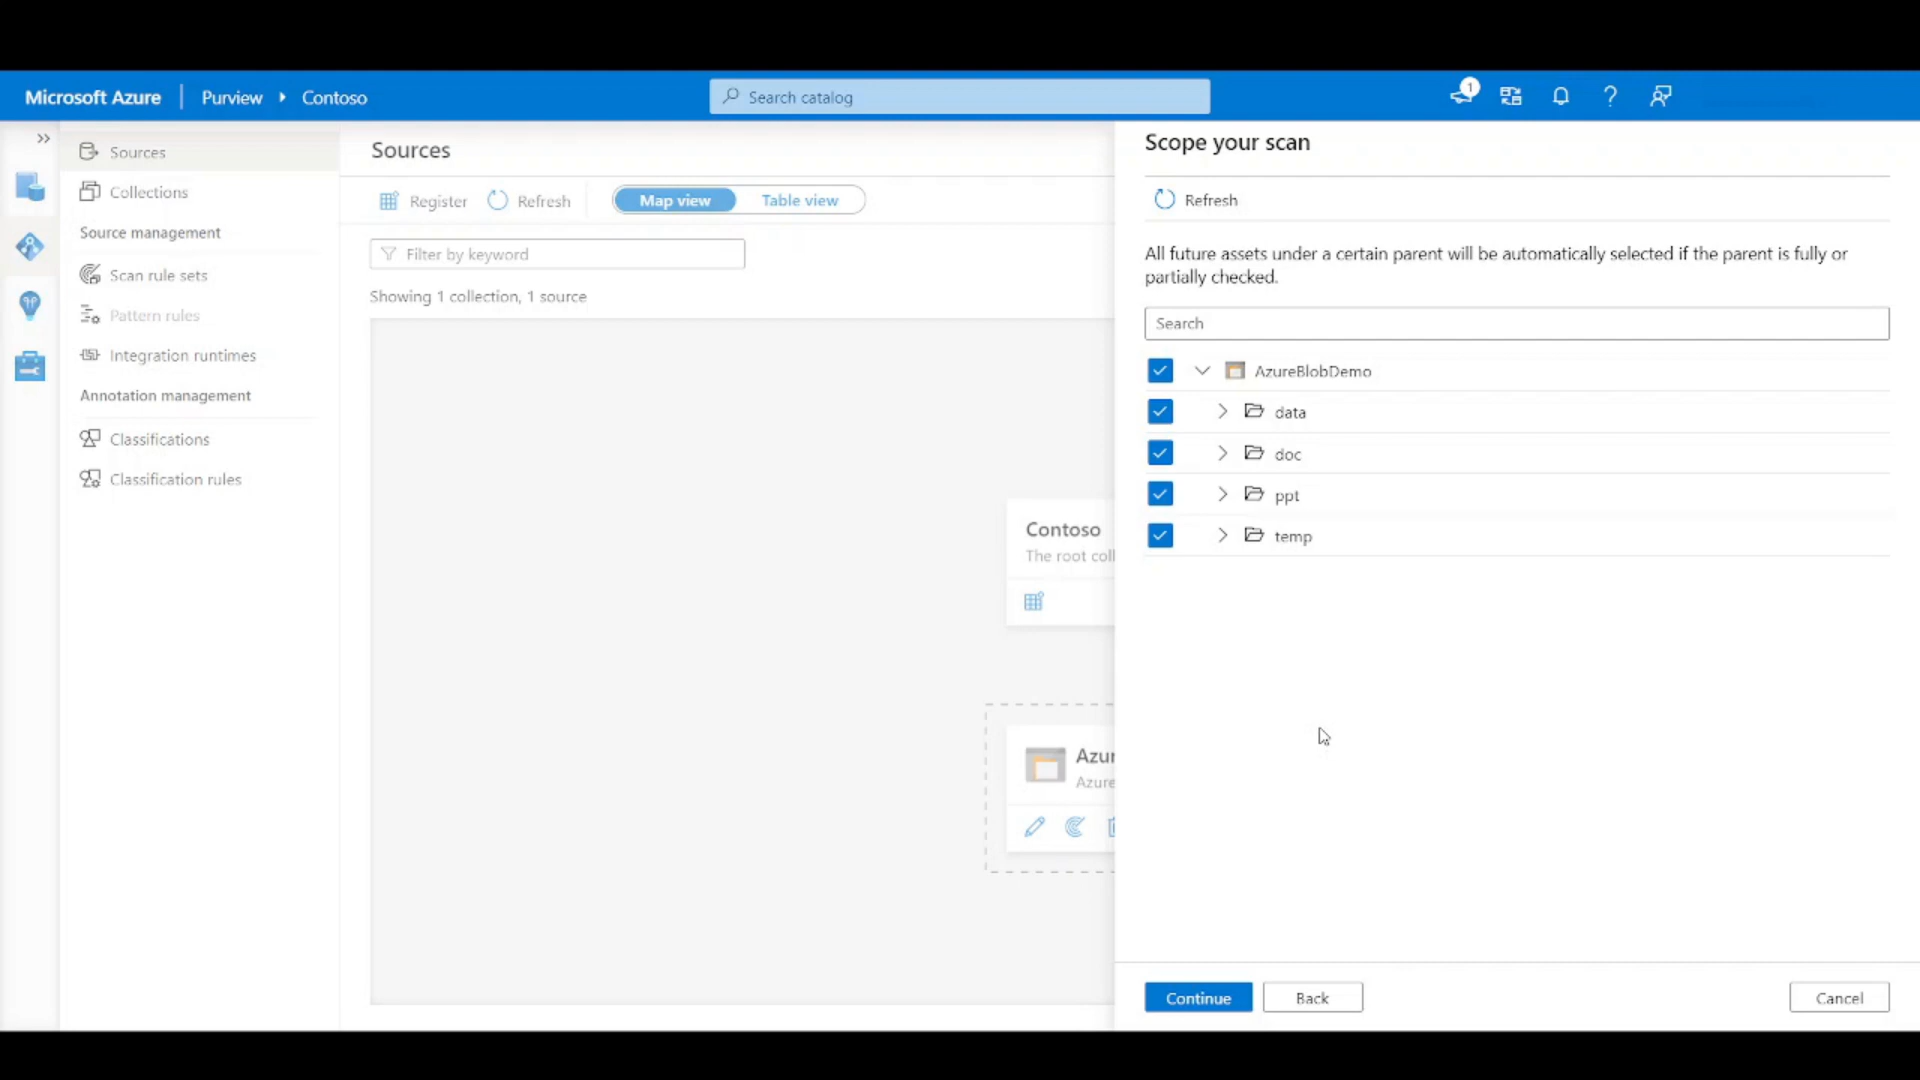 Microsoft Azure
Purview
Contoso
Search catalog
1
Sources
Collections
Source management
Scan rule sets
Pattern rules
Integration runtimes
Annotation management
Classifications
Classification rules
Sources
Register
Refresh
Map view
Table view
Filter by keyword
Showing 1 collection, 1 source
Contoso
The root coll
Azur
Azure
Scope your scan
Refresh
All future assets under a certain parent will be automatically selected if the parent is fully or
partially checked.
Search
AzureBlobDemo
data
doc
ppt
temp
Continue
Back
Cancel